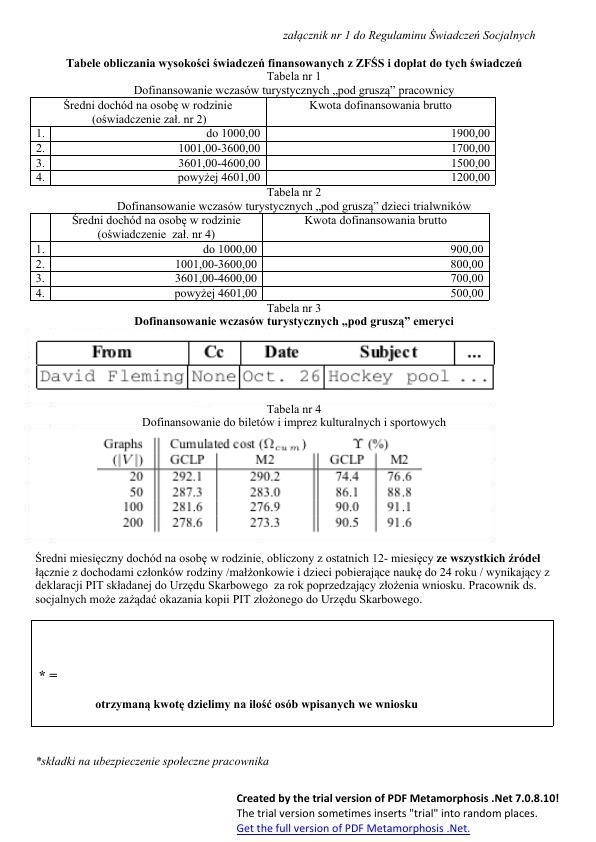 załącznik nr 1 do Regulaminu Świadczeń Socjalnych
Tabele obliczania wysokości świadczeń finansowanych z ZFŚS i dopłat do tych świadczeń
Tabela nr 1
Dofinansowanie wczasów turystycznych „pod gruszą” pracownicy
Średni dochód na osobę w rodzinie (oświadczenie zał. nr 2) Kwota dofinansowania brutto
1. do 1000,00 1900,00
2. 1001,00-3600,00 1700,00
3. 3601,00-4600,00 1500,00
4. powyżej 4601,00 1200,00
Tabela nr 2
Dofinansowanie wczasów turystycznych „pod gruszą” dzieci trialwników
Średni dochód na osobę w rodzinie (oświadczenie zał. nr 4) Kwota dofinansowania brutto
1. do 1000,00 900,00
2. 1001,00-3600,00 800,00
3. 3601,00-4600,00 700,00
4. powyżej 4601,00 500,00
Tabela nr 3
Dofinansowanie wczasów turystycznych „pod gruszą” emeryci
From Cc Date Subject ...
David Fleming None Oct. 26 Hockey pool ...
Tabela nr 4
Dofinansowanie do biletów i imprez kulturalnych i sportowych
Graphs Cumulated cost (Ωcum) ϒ (%)
(|V|) GCLP M2 GCLP M2
20 292.1 290.2 74.4 76.6
50 287.3 283.0 86.1 88.8
100 281.6 276.9 90.0 91.1
200 278.6 273.3 90.5 91.6
Średni miesięczny dochód na osobę w rodzinie, obliczony z ostatnich 12- miesięcy ze wszystkich źródeł
łącznie z dochodami członków rodziny /małżonkowie i dzieci pobierające naukę do 24 roku / wynikający z
deklaracji PIT składanej do Urzędu Skarbowego za rok poprzedzający złożenia wniosku. Pracownik ds.
socjalnych może zażądać okazania kopii PIT złożonego do Urzędu Skarbowego.
* =
otrzymaną kwotę dzielimy na ilość osób wpisanych we wniosku
*składki na ubezpieczenie społeczne pracownika
Created by the trial version of PDF Metamorphosis .Net 7.0.8.10!
The trial version sometimes inserts "trial" into random places.
Get the full version of PDF Metamorphosis .Net.